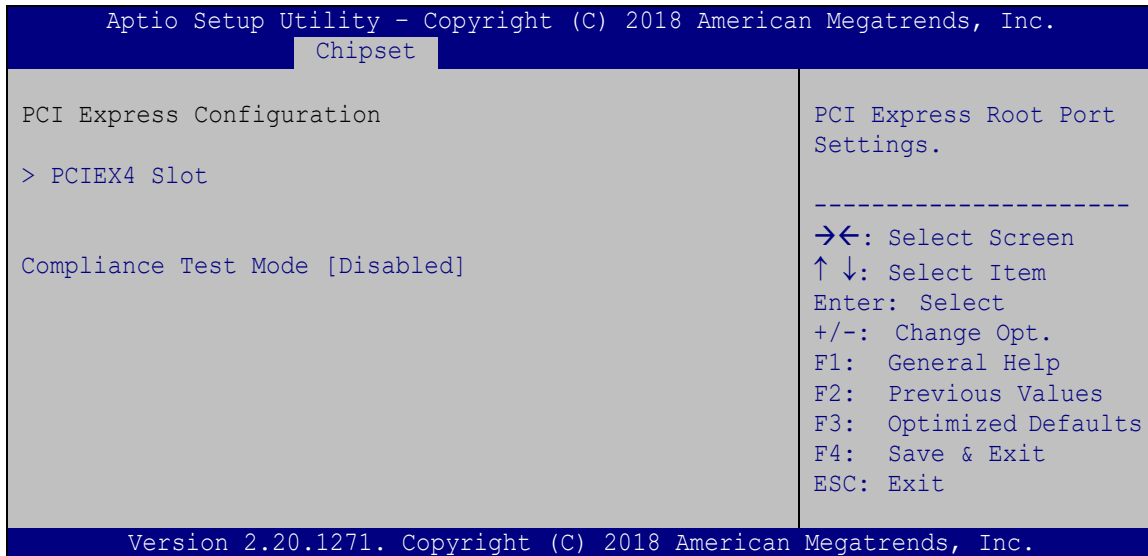 Aptio Setup Utility – Copyright (C) 2018 American Megatrends, Inc.
Chipset
PCI Express Configuration
> PCIEX4 Slot
Compliance Test Mode [Disabled]
PCI Express Root Port
Settings.
----------------------
→←: Select Screen
↑ ↓: Select Item
Enter: Select
+/-: Change Opt.
F1: General Help
F2: Previous Values
F3: Optimized Defaults
F4: Save & Exit
ESC: Exit
Version 2.20.1271. Copyright (C) 2018 American Megatrends, Inc.